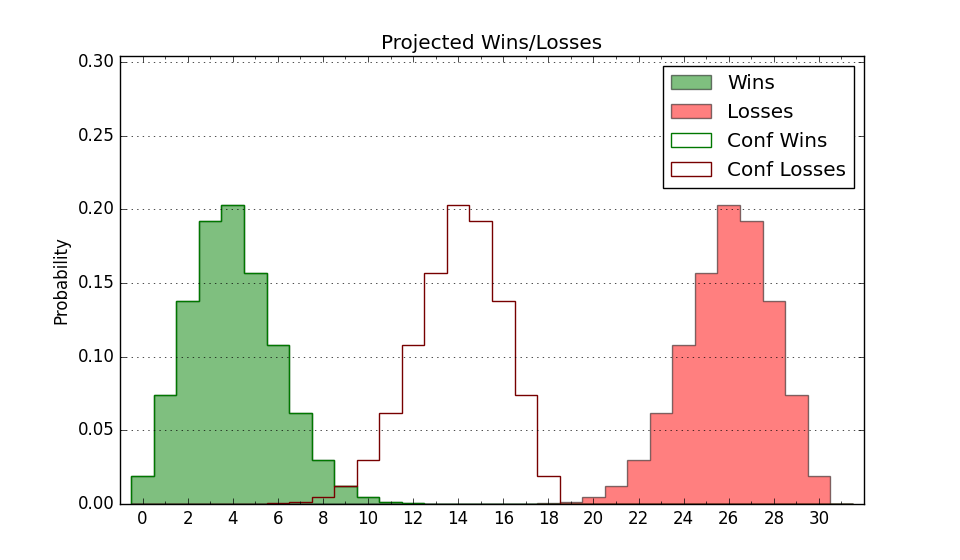 Projected Wins/Losses
0.30
0.25
0.20
0.15
0.10
0.05
0.00
Probability
Wins
Losses
Conf Wins
Conf Losses
0 2 4 6 8 10 12 14 16 18 20 22 24 26 28 30